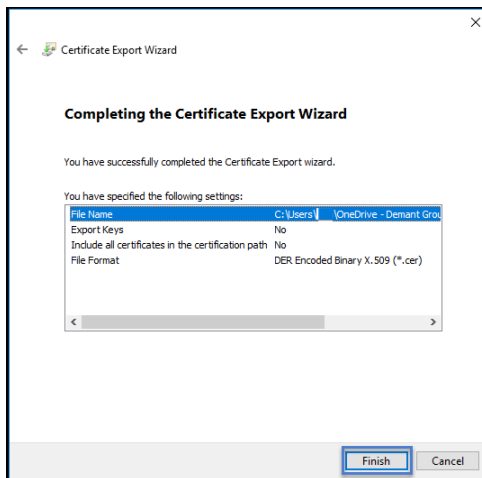 Certificate Export Wizard
Completing the Certificate Export Wizard
You have successfully completed the Certificate Export wizard.
You have specified the following settings:
File Name C:\Users\ \OneDrive - Demant Grou
Export Keys No
Include all certificates in the certification path No
File Format DER Encoded Binary X.509 (*.cer)
Finish Cancel